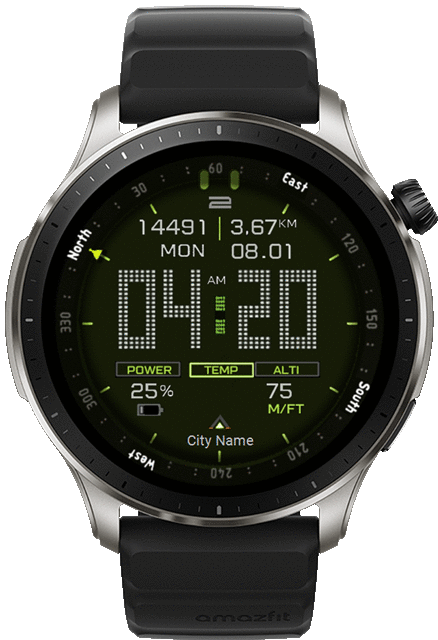 60
30
East
North
120
2
14491 3.67KM
MON 08.01
AM
04:20
330
150
POWER TEMP ALTI
25% 75
M/FT
300
South
City Name
West
240
210
amazfit